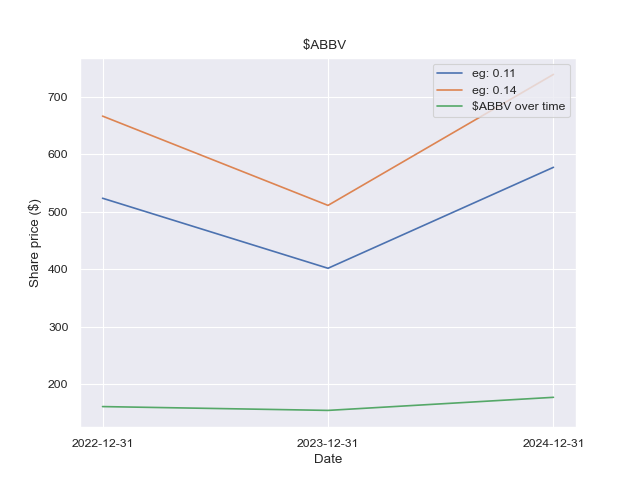 $ABBV
eg: 0.11
eg: 0.14
$ABBV over time
700
600
500
400
300
200
Share price ($)
2022-12-31
2023-12-31
2024-12-31
Date